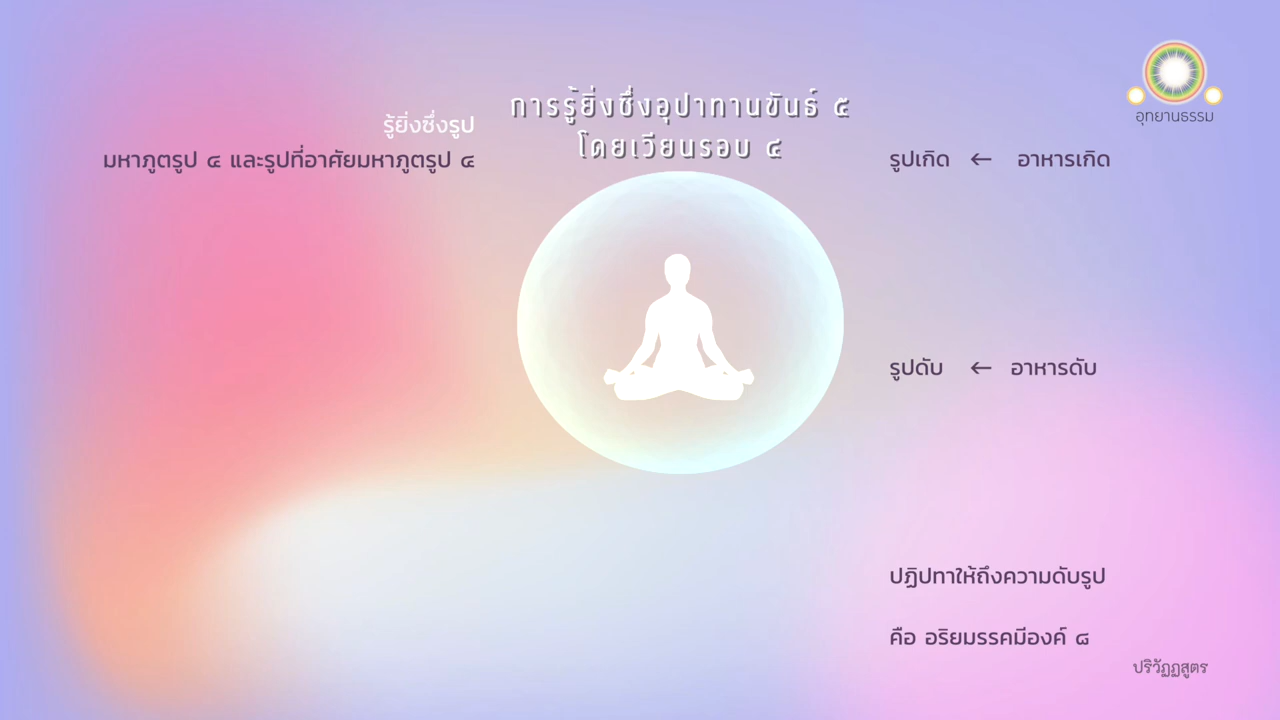 การรู้ยิ่งซึ่งอุปาทานขันธ์ ๕
โดยเวียนรอบ ๔
รู้ยิ่งซึ่งรูป
มหาภูตรูป ๔ และรูปที่อาศัยมหาภูตรูป ๔
อุทยานธรรม
รูปเกิด ← อาหารเกิด
รูปดับ ← อาหารดับ
ปฏิปทาให้ถึงความดับรูป
คือ อริยมรรคมีองค์ ๘
ปริวัฏฏสูตร